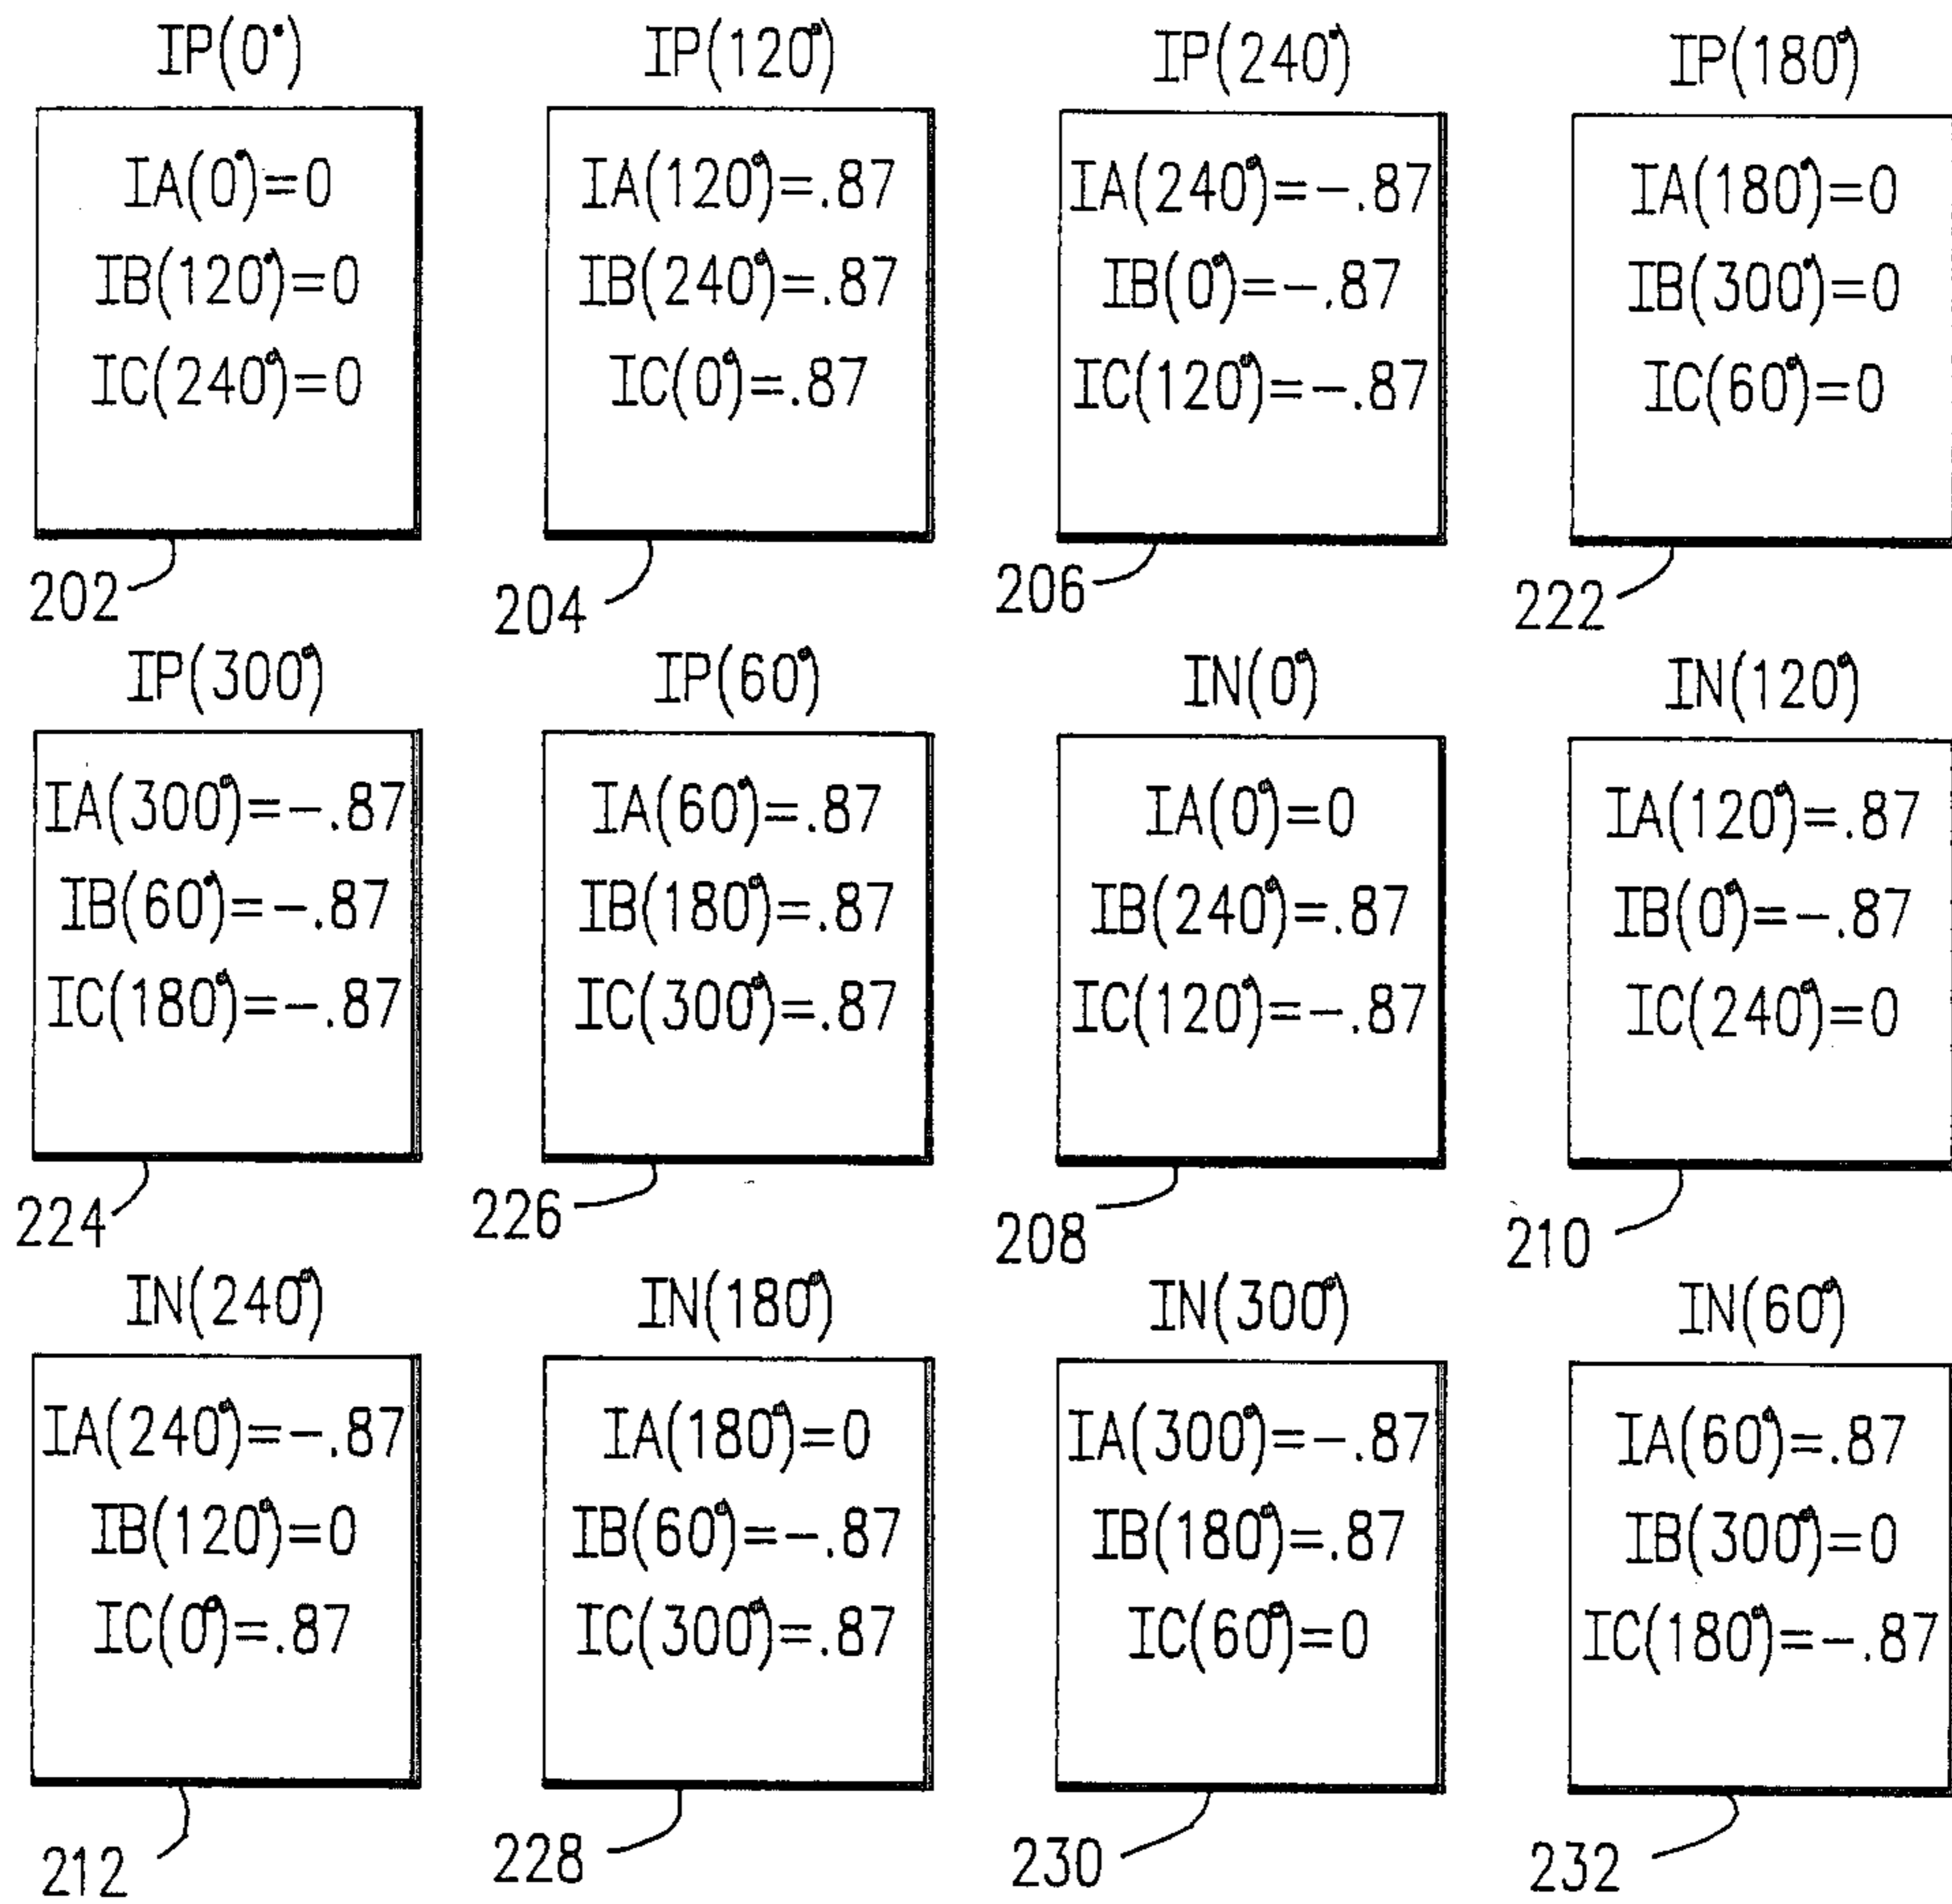 IP(0°)
IA(0°)=0
IB(120°)=0
IC(240°)=0
202
IP(120°)
IA(120°)=.87
IB(240°)=.87
IC(0°)=.87
204
IP(240°)
IA(240°)=-.87
IB(0°)=-.87
IC(120°)=-.87
206
IP(180°)
IA(180°)=0
IB(300°)=0
IC(60°)=0
222
IP(300°)
IA(300°)=-.87
IB(60°)=-.87
IC(180°)=-.87
224
IP(60°)
IA(60°)=.87
IB(180°)=.87
IC(300°)=.87
226
IN(0°)
IA(0°)=0
IB(240°)=.87
IC(120°)=-.87
208
IN(120°)
IA(120°)=.87
IB(0°)=-.87
IC(240°)=0
210
IN(240°)
IA(240°)=-.87
IB(120°)=0
IC(0°)=.87
212
IN(180°)
IA(180°)=0
IB(60°)=-.87
IC(300°)=.87
228
IN(300°)
IA(300°)=-.87
IB(180°)=.87
IC(60°)=0
230
IN(60°)
IA(60°)=.87
IB(300°)=0
IC(180°)=-.87
232